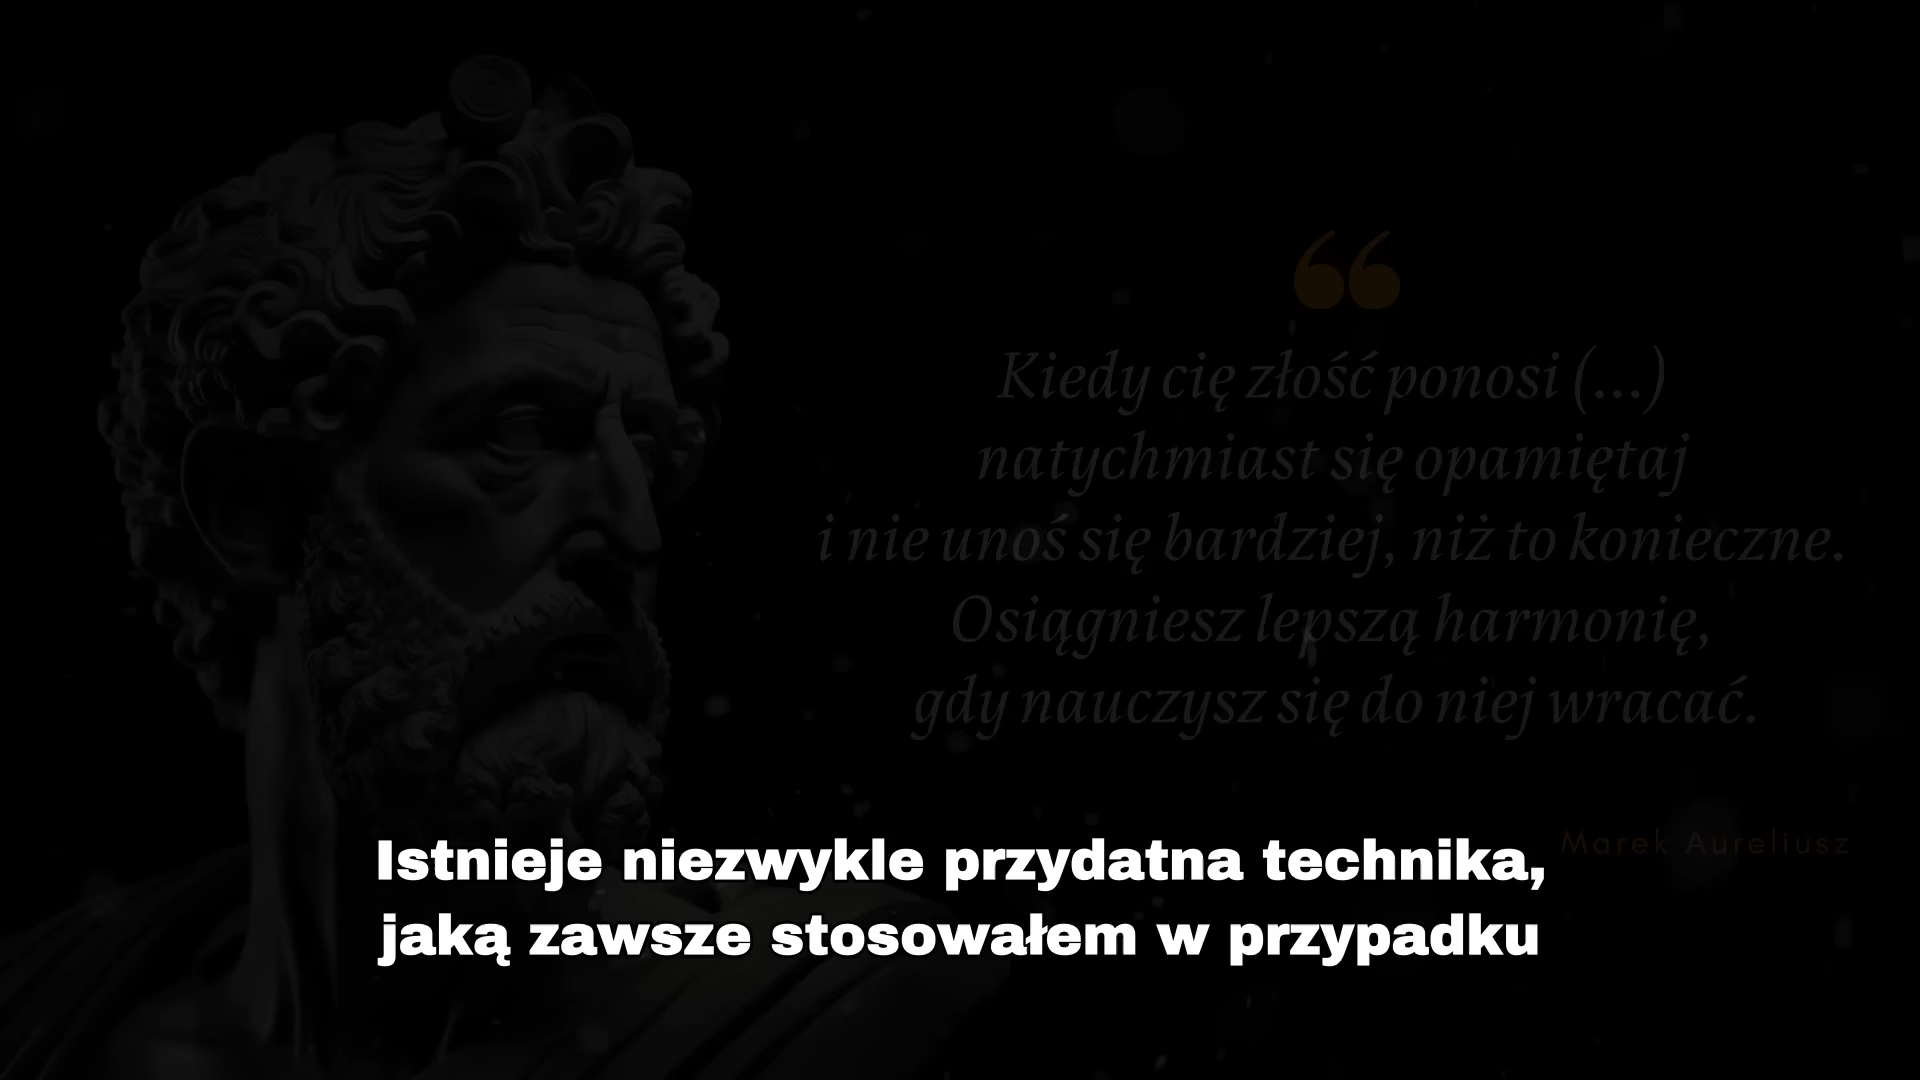 ❝
Kiedy cię złość ponosi (...)
natychmiast się opamiętaj
i nie unoś się bardziej, niż to konieczne.
Osiągniesz lepszą harmonię,
gdy nauczysz się do niej wracać.
Marek Aureliusz
Istnieje niezwykle przydatna technika,
jaką zawsze stosowałem w przypadku